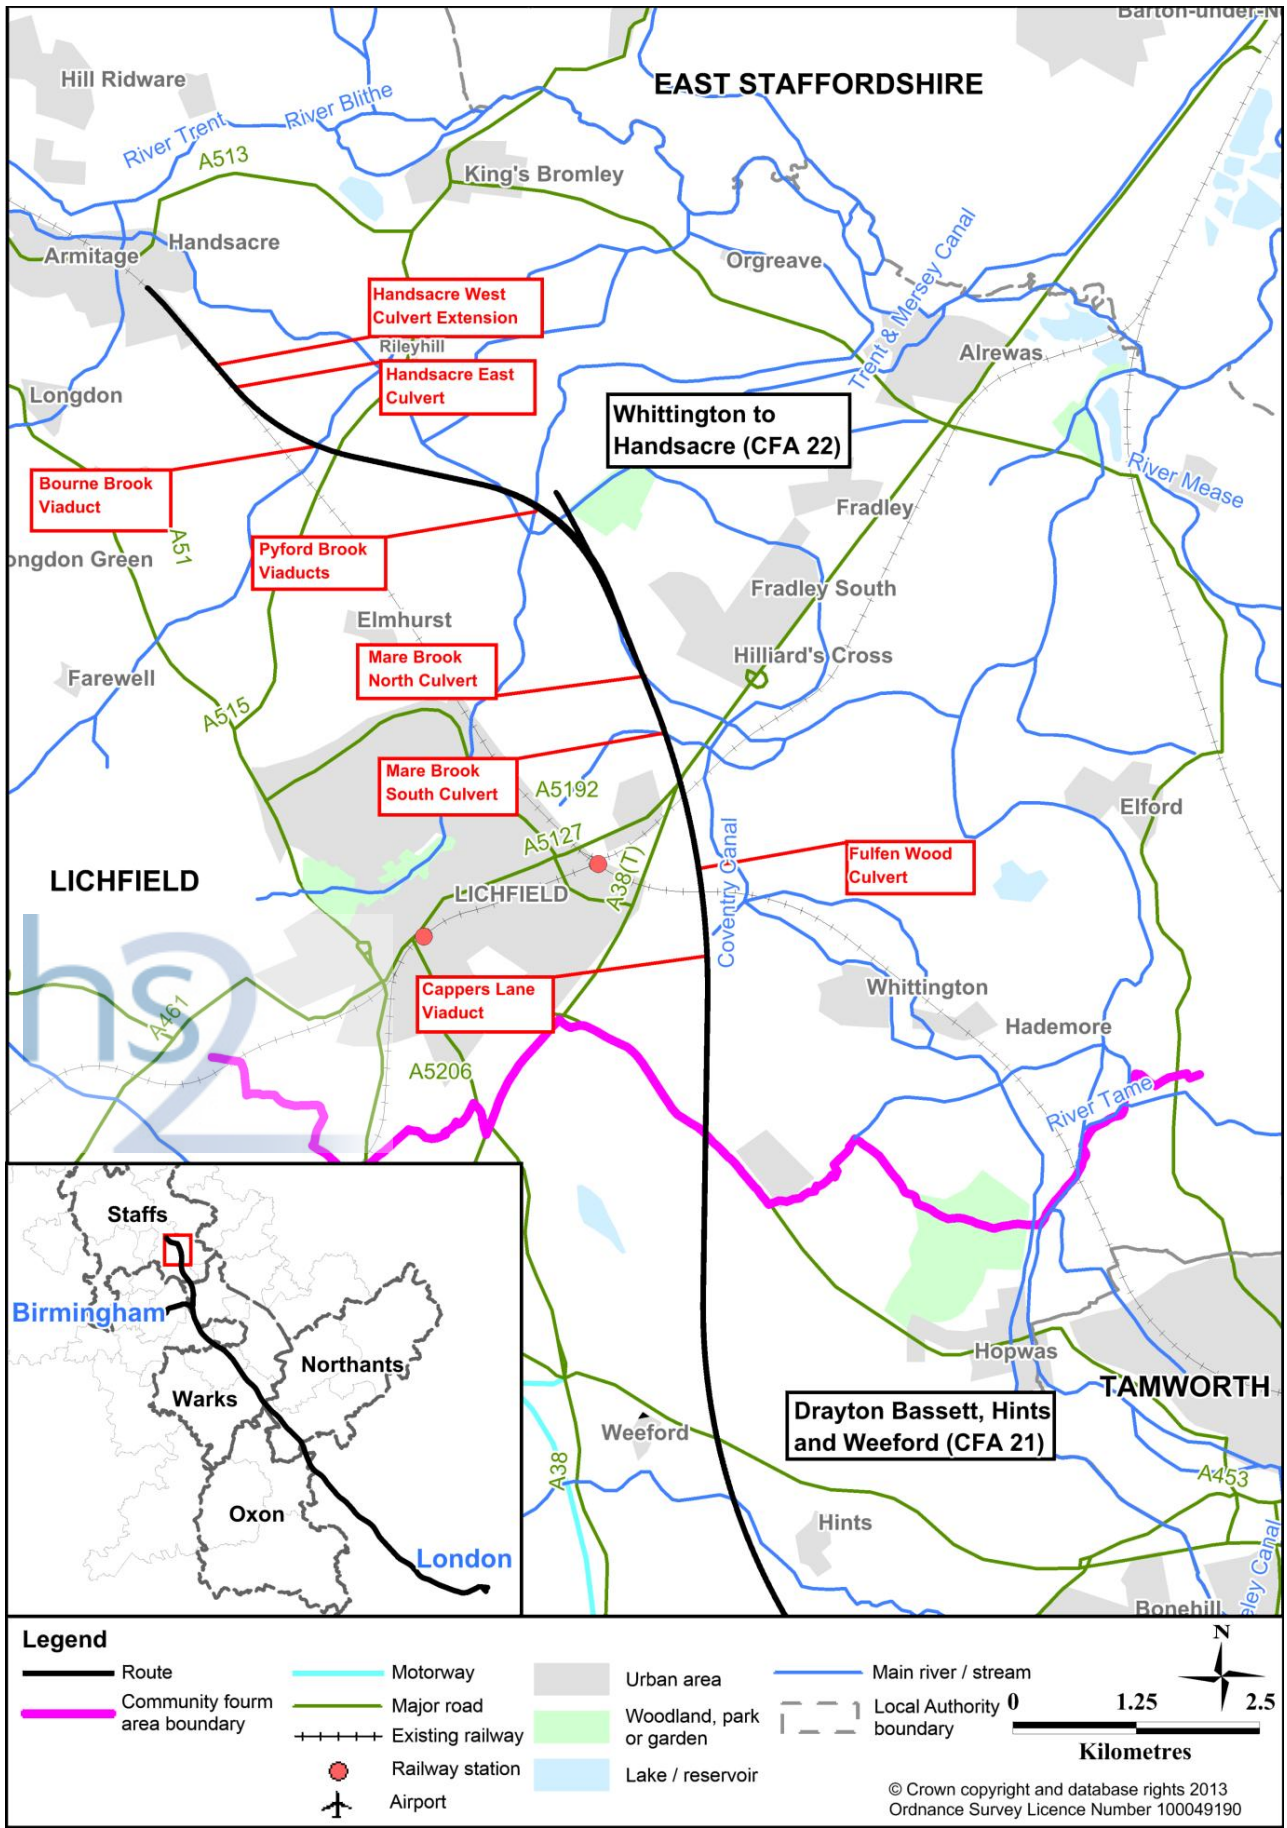 Barton-under-N
EAST STAFFORDSHIRE
Hill Ridware
River Blithe
River Trent
A513
King's Bromley
Handsacre
Armitage
Orgreave
Trent & Mersey Canal
Handsacre West
Culvert Extension
Rileyhill
Alrewas
Handsacre East
Culvert
Longdon
Whittington to
Handsacre (CFA 22)
River Mease
Bourne Brook
Viaduct
Fradley
A51
ongdon Green
Pyford Brook
Viaducts
Fradley South
Elmhurst
Hilliard's Cross
Mare Brook
North Culvert
Farewell
A515
Mare Brook
South Culvert
A5192
Elford
A5127
Coventry Canal
Fulfen Wood
Culvert
A38(T)
LICHFIELD
LICHFIELD
hs2
Whittington
Cappers Lane
Viaduct
Hademore
A461
A5206
River Tame
Staffs
Birmingham
Northants
Warks
Oxon
London
Hopwas
TAMWORTH
Drayton Bassett, Hints
and Weeford (CFA 21)
Weeford
A38
A453
Hints
eley Canal
Bonehill
Legend
Route
Community fourm
area boundary
Motorway
Major road
Existing railway
Railway station
Airport
Urban area
Woodland, park
or garden
Lake / reservoir
Main river / stream
Local Authority
boundary
N
0 1.25 2.5
Kilometres
© Crown copyright and database rights 2013
Ordnance Survey Licence Number 100049190